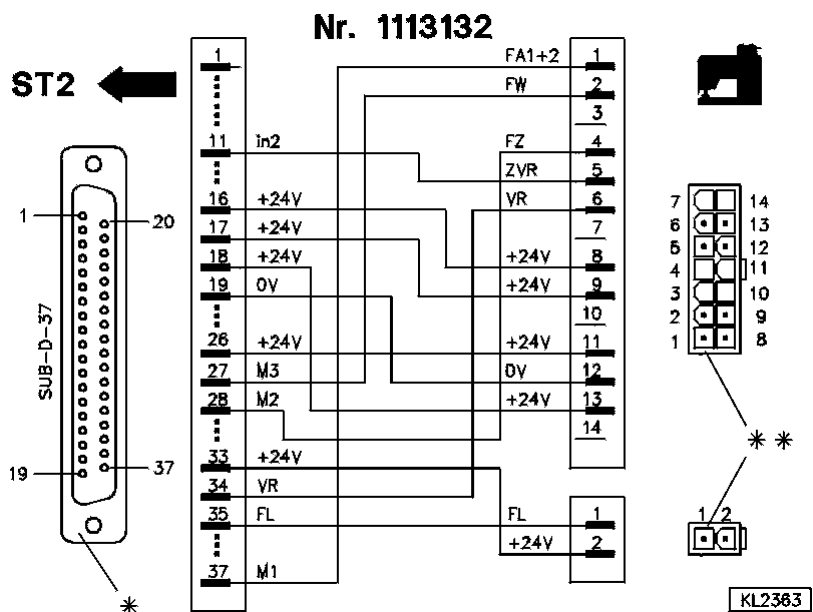 Nr. 1113132
ST2
1
11 in2
16 +24V
17 +24V
18 +24V
19 0V
26 +24V
27 M3
28 M2
33 +24V
34 VR
35 FL
37 M1
FA1+2 1
FW 2
3
FZ 4
ZVR 5
VR 6
7
+24V 8
+24V 9
10
+24V 11
0V 12
+24V 13
14
FL 1
+24V 2
1 20
SUB-D-37
19 37
*
7 14
6 13
5 12
4 11
3 10
2 9
1 8
* *
1 2
KL2363